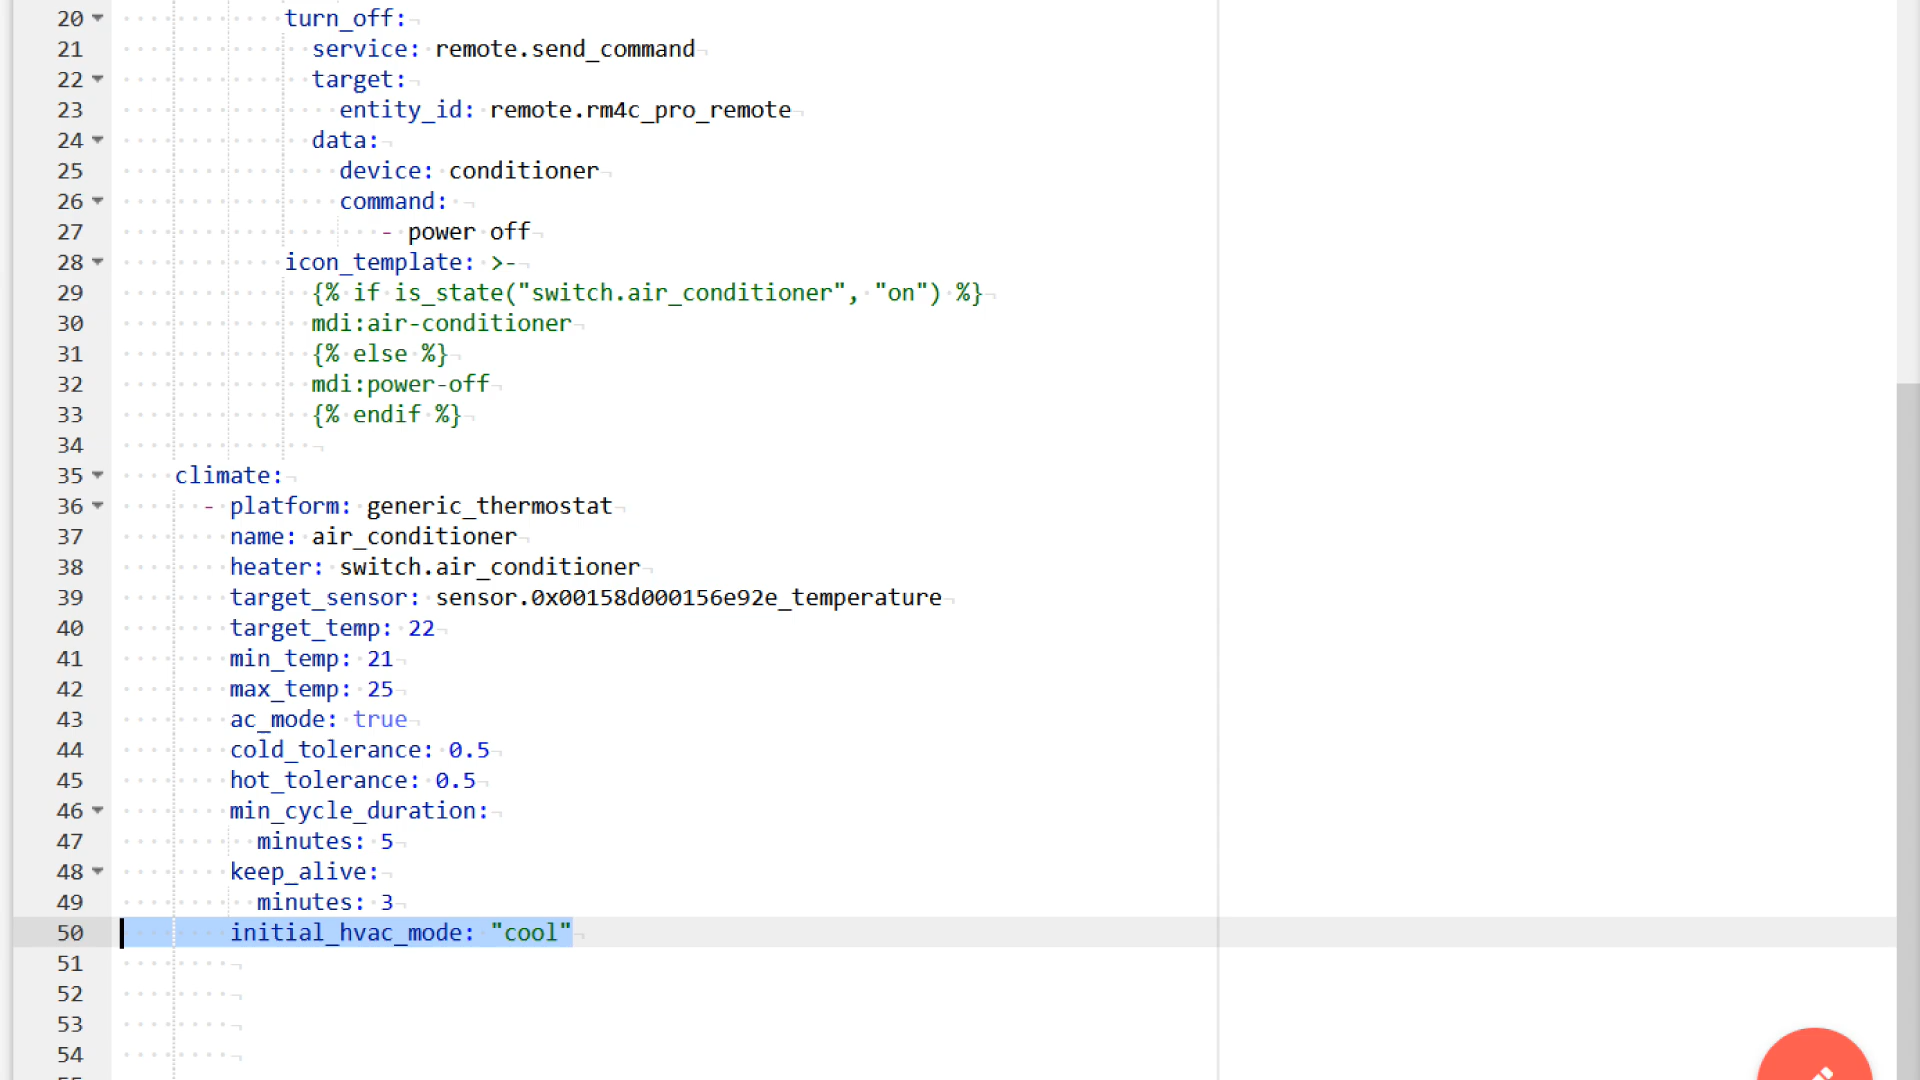 20 turn_off:
21 service: remote.send_command
22 target:
23 entity_id: remote.rm4c_pro_remote
24 data:
25 device: conditioner
26 command:
27 - power off
28 icon_template: >-
29 {% if is_state("switch.air_conditioner", "on") %}
30 mdi:air-conditioner
31 {% else %}
32 mdi:power-off
33 {% endif %}
34
35 climate:
36 - platform: generic_thermostat
37 name: air_conditioner
38 heater: switch.air_conditioner
39 target_sensor: sensor.0x00158d000156e92e_temperature
40 target_temp: 22
41 min_temp: 21
42 max_temp: 25
43 ac_mode: true
44 cold_tolerance: 0.5
45 hot_tolerance: 0.5
46 min_cycle_duration:
47 minutes: 5
48 keep_alive:
49 minutes: 3
50 initial_hvac_mode: "cool"
51
52
53
54